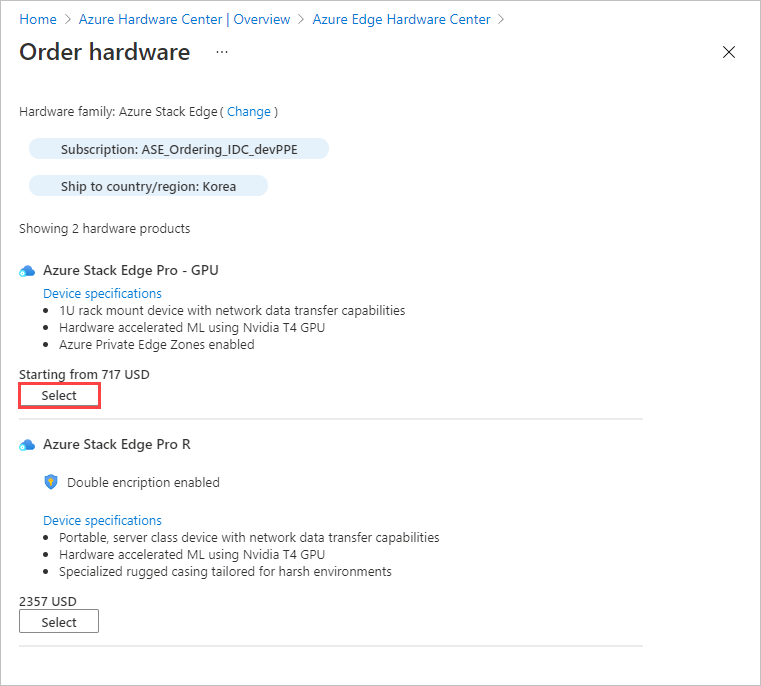 Home > Azure Hardware Center | Overview > Azure Edge Hardware Center >
Order hardware ...
Hardware family: Azure Stack Edge ( Change )
Subscription: ASE_Ordering_IDC_devPPE
Ship to country/region: Korea
Showing 2 hardware products
Azure Stack Edge Pro - GPU
Device specifications
• 1U rack mount device with network data transfer capabilities
• Hardware accelerated ML using Nvidia T4 GPU
• Azure Private Edge Zones enabled
Starting from 717 USD
Select
Azure Stack Edge Pro R
Double encription enabled
Device specifications
• Portable, server class device with network data transfer capabilities
• Hardware accelerated ML using Nvidia T4 GPU
• Specialized rugged casing tailored for harsh environments
2357 USD
Select